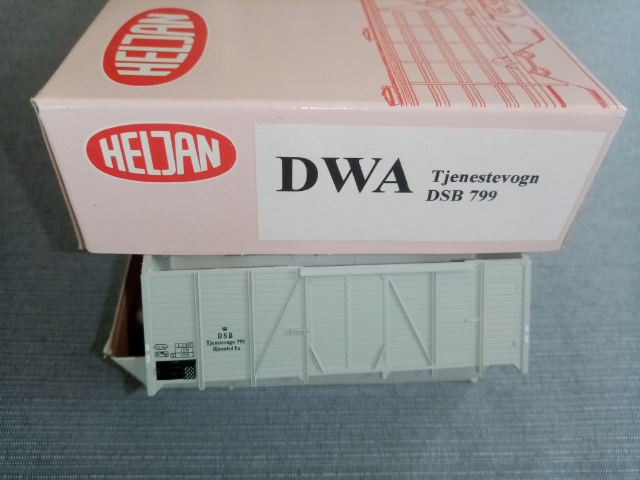 HELJAN
HELJAN
DWA
Tjenestevogn
DSB 799
DSB
Tjenestevogn 799